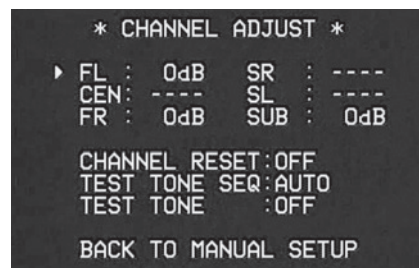 * CHANNEL ADJUST *
FL : 0dB SR : ----
CEN: ---- SL : ----
FR : 0dB SUB : 0dB
CHANNEL RESET:OFF
TEST TONE SEQ:AUTO
TEST TONE :OFF
BACK TO MANUAL SETUP